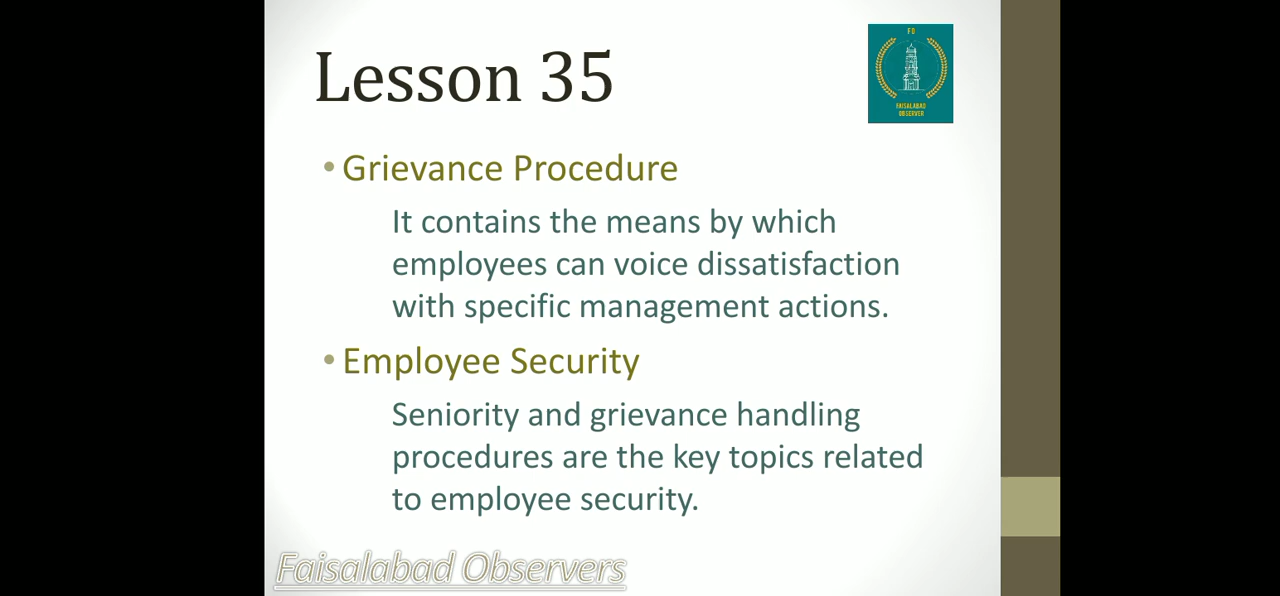 Lesson 35
FO
FAISALABAD
OBSERVER
• Grievance Procedure
It contains the means by which
employees can voice dissatisfaction
with specific management actions.
• Employee Security
Seniority and grievance handling
procedures are the key topics related
to employee security.
Faisalabad Observers